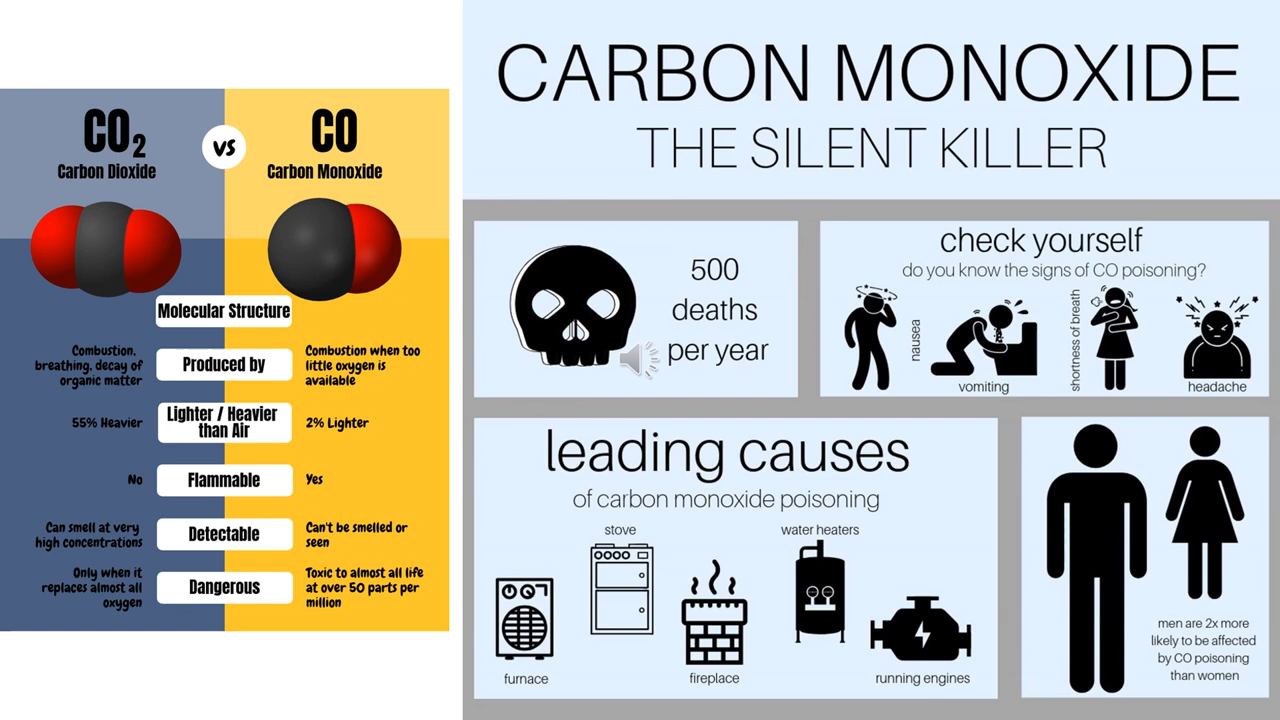 CO2
Carbon Dioxide
VS
CO
Carbon Monoxide
Molecular Structure
Combustion,
breathing, decay of
organic matter
Produced by
Combustion when too
little oxygen is
available
55% Heavier
Lighter / Heavier
than Air
2% Lighter
No
Flammable
Yes
Can smell at very
high concentrations
Detectable
Can't be smelled or
seen
Only when it
replaces almost all
oxygen
Dangerous
Toxic to almost all life
at over 50 parts per
million
CARBON MONOXIDE
THE SILENT KILLER
500
deaths
per year
check yourself
do you know the signs of CO poisoning?
nausea
vomiting
shortness of breath
headache
leading causes
of carbon monoxide poisoning
stove
water heaters
furnace
fireplace
running engines
men are 2x more
likely to be affected
by CO poisoning
than women